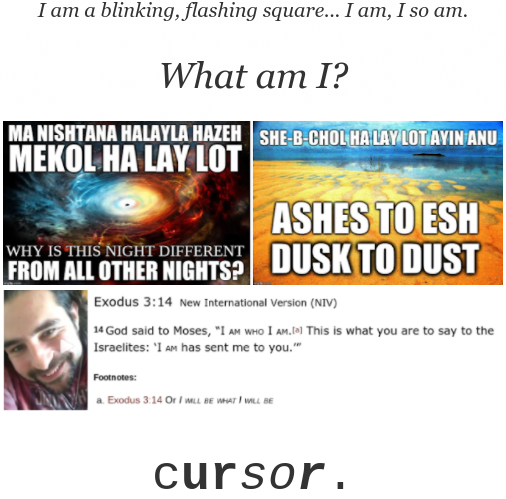 I am a blinking, flashing square... I am, I so am.
What am I?
MA NISHTANA HALAYLA HAZEH
MEKOL HA LAY LOT
WHY IS THIS NIGHT DIFFERENT
FROM ALL OTHER NIGHTS?
SHE-B-CHOL HA LAY LOT AYIN ANU
ASHES TO ESH
DUSK TO DUST
Exodus 3:14 New International Version (NIV)
14 God said to Moses, "I AM WHO I AM.[a] This is what you are to say to the
Israelites: 'I AM has sent me to you.'"
Footnotes:
a. Exodus 3:14 Or I WILL BE WHAT I WILL BE
cursor.